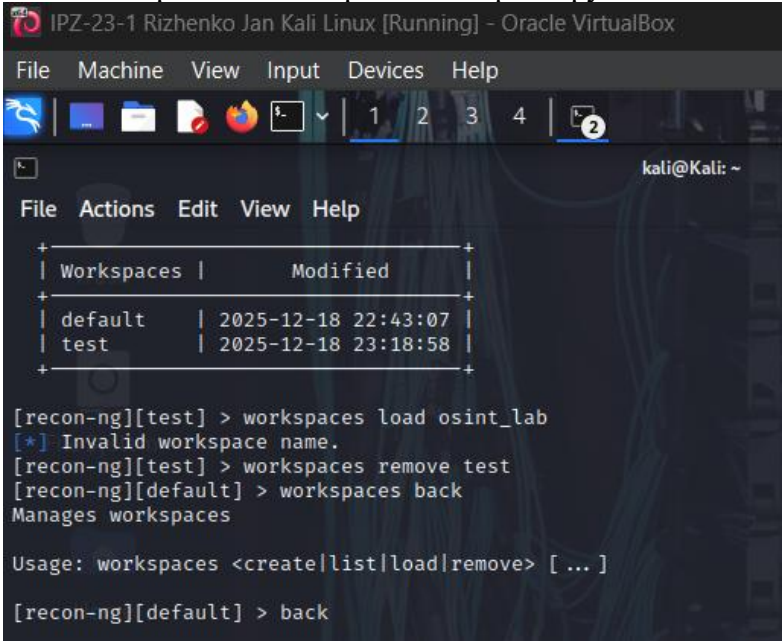 IPZ-23-1 Rizhenko Jan Kali Linux [Running] - Oracle VirtualBox
File Machine View Input Devices Help
1 2 3 4 2
kali@Kali: ~
File Actions Edit View Help
| Workspaces | Modified |
| default | 2025-12-18 22:43:07 |
| test | 2025-12-18 23:18:58 |
[recon-ng][test] > workspaces load osint_lab
[*] Invalid workspace name.
[recon-ng][test] > workspaces remove test
[recon-ng][default] > workspaces back
Manages workspaces
Usage: workspaces <create|list|load|remove> [ ... ]
[recon-ng][default] > back